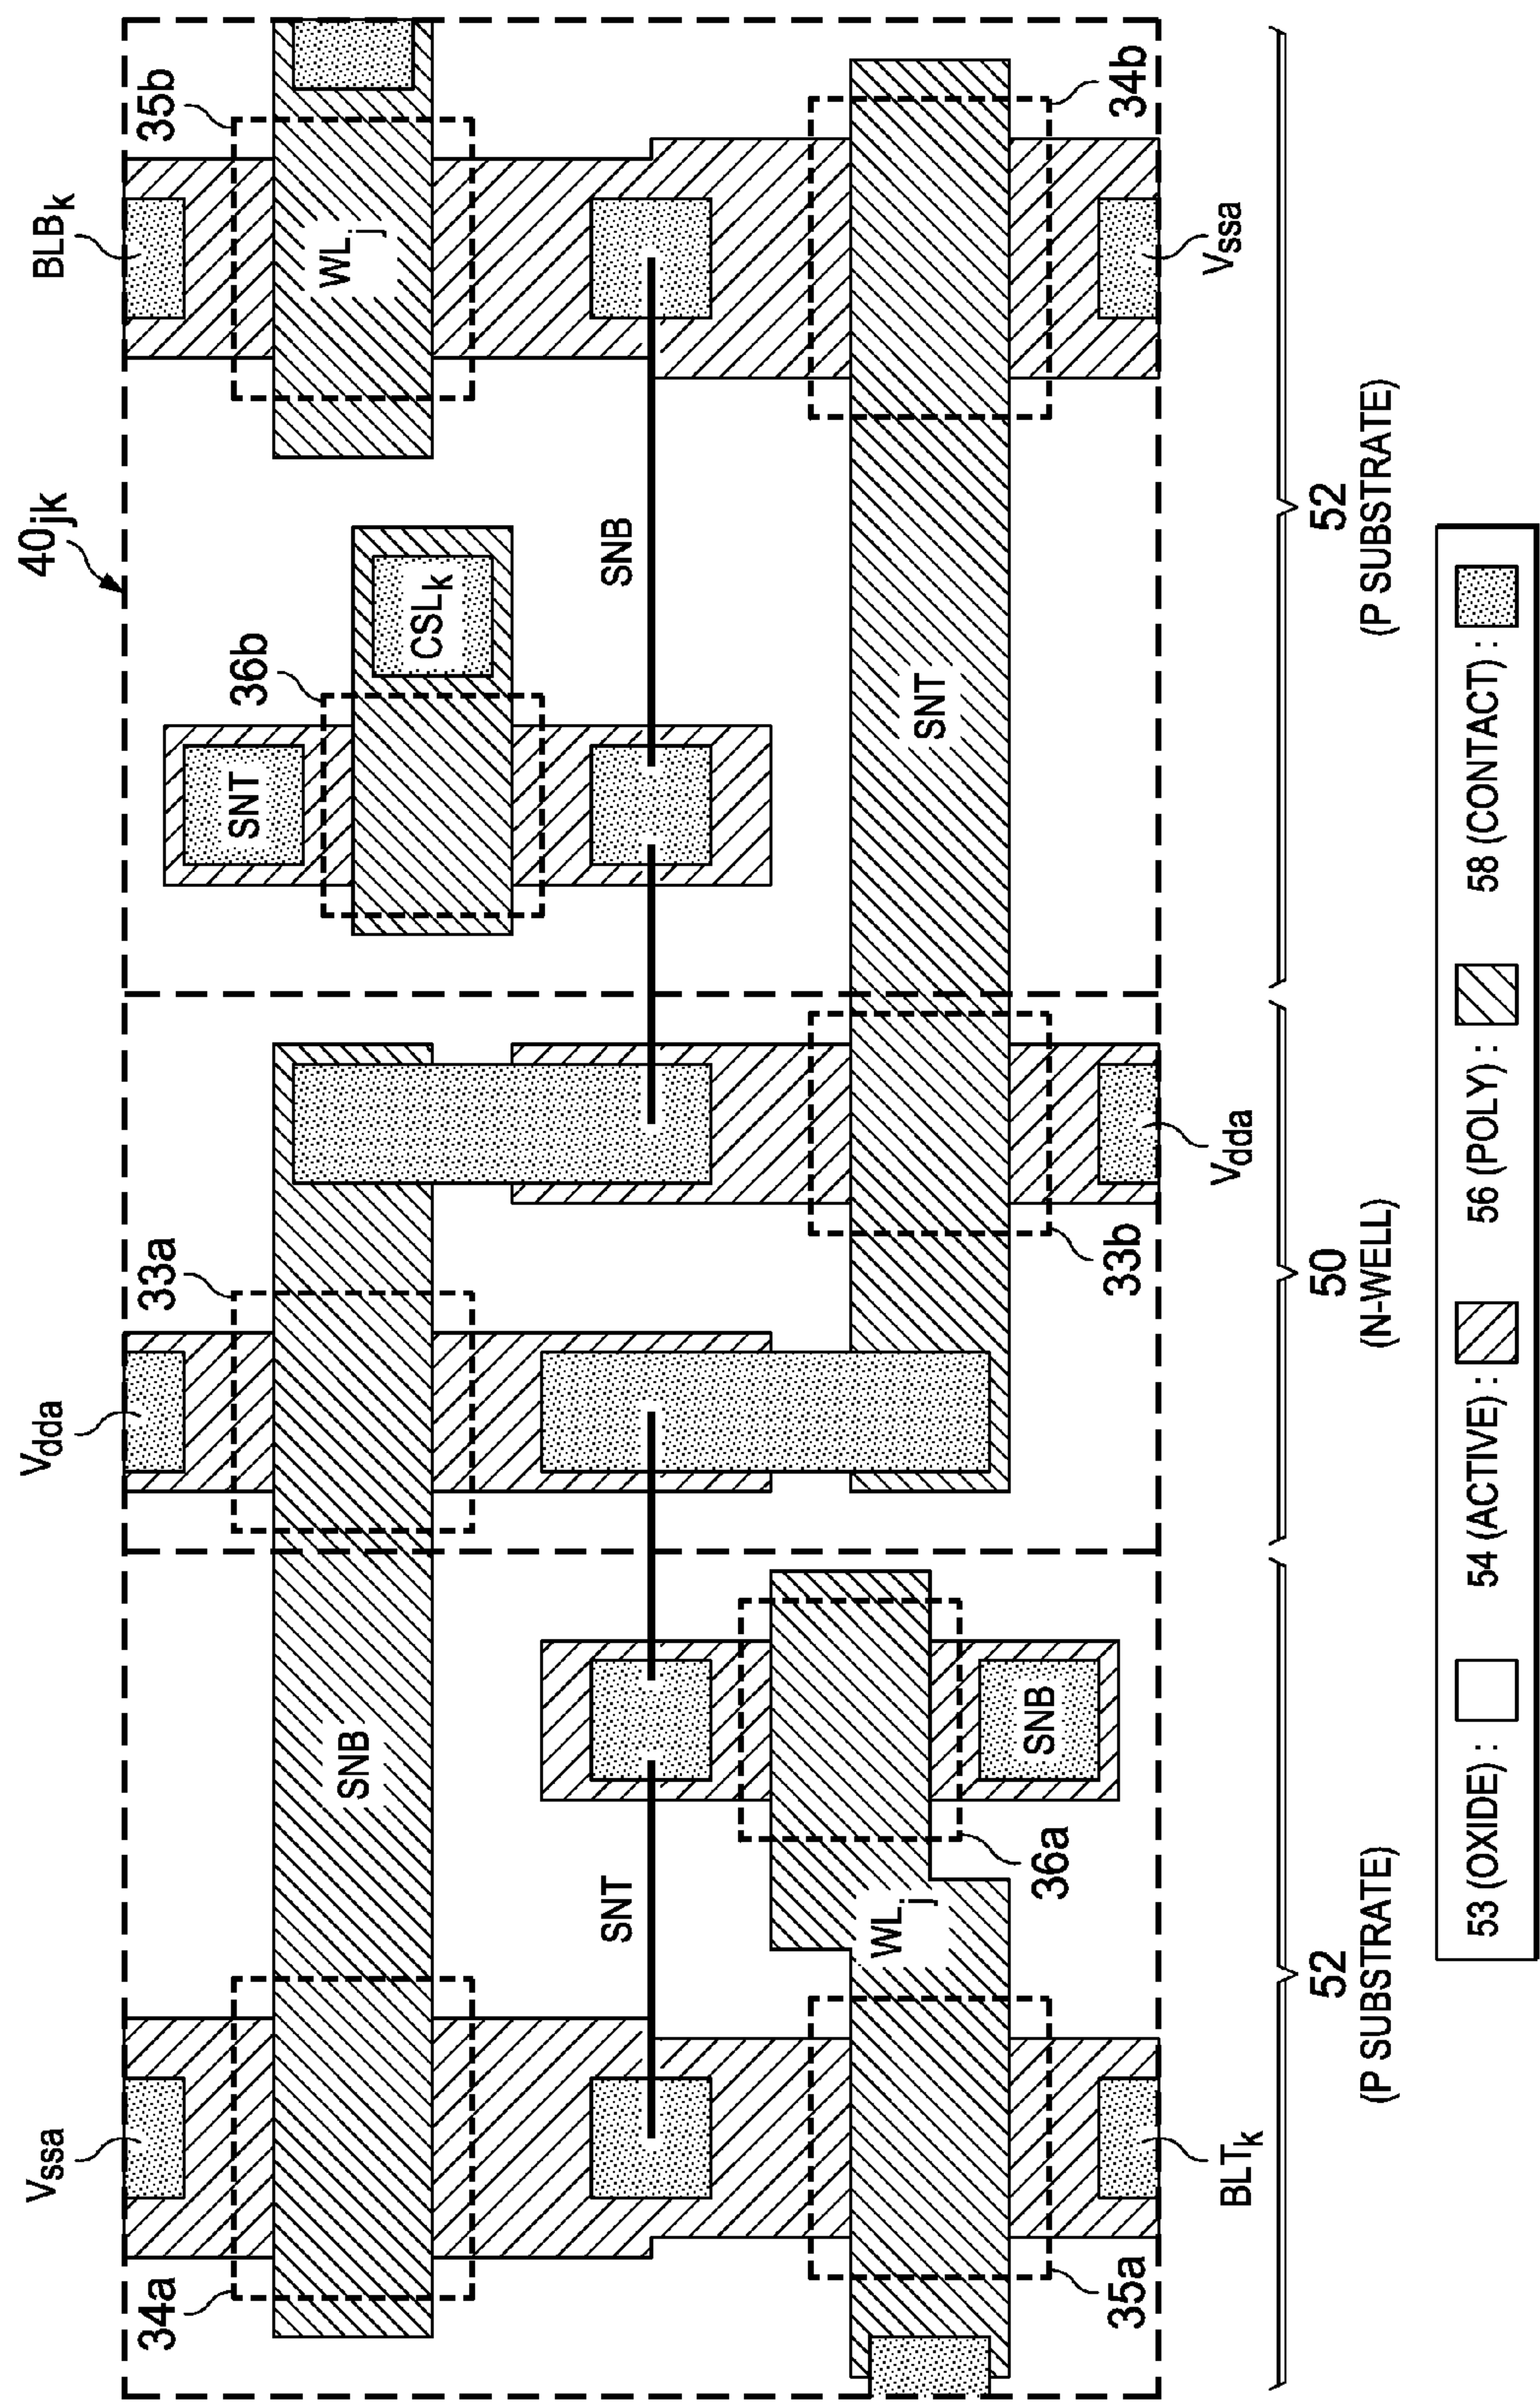 40jk
Vssa
Vdda
BLBk
34a
33a
35b
SNB
SNT
36b
WLj
CSLk
SNT
SNB
WLj
36a
SNB
SNT
35a
33b
34b
BLTk
Vdda
Vssa
52
(P SUBSTRATE)
50
(N-WELL)
52
(P SUBSTRATE)
53 (OXIDE) : 54 (ACTIVE) : 56 (POLY) : 58 (CONTACT) :